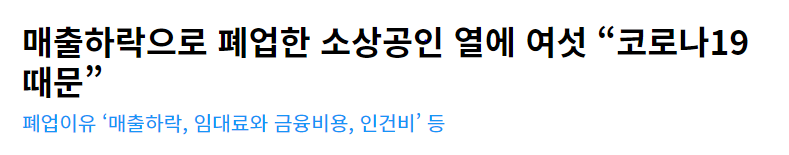 매출하락으로 폐업한 소상공인 열에 여섯 “코로나19
때문”
폐업이유 ‘매출하락, 임대료와 금융비용, 인건비’ 등